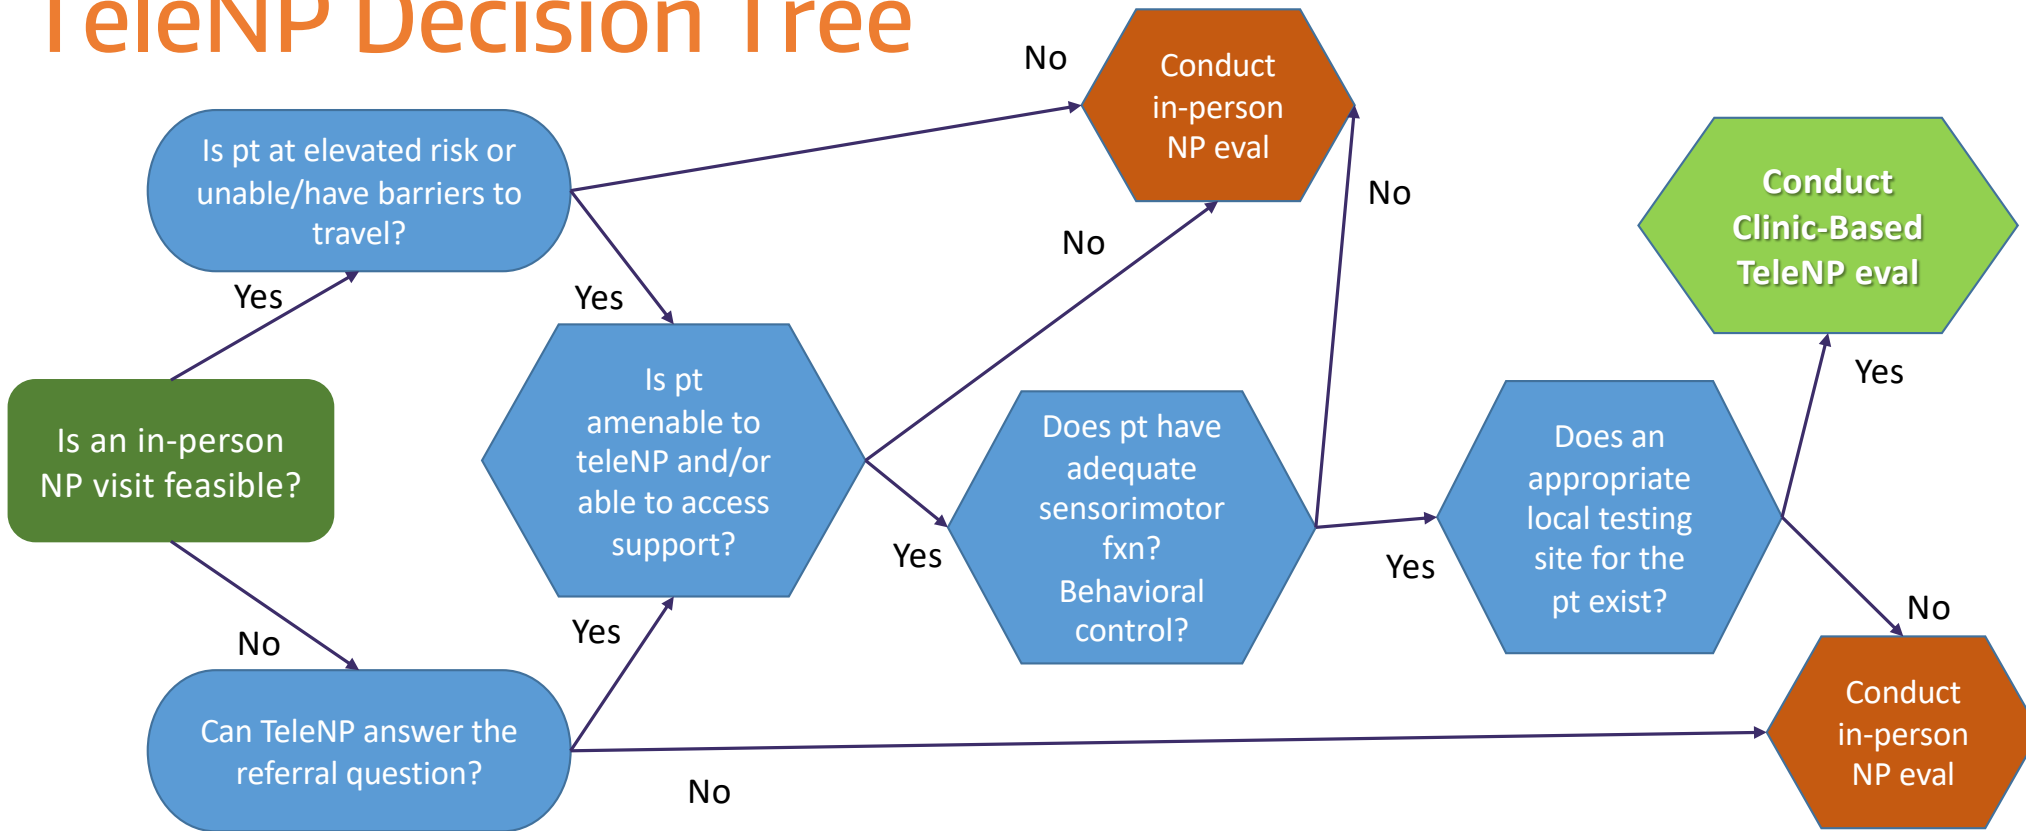 TeleNP Decision Tree
No
Conduct
in-person
NP eval
Is pt at elevated risk or
unable/have barriers to
travel?
Conduct
Clinic-Based
TeleNP eval
No
No
Yes
Yes
Is pt
amenable to
teleNP and/or
able to access
support?
Yes
Is an in-person
NP visit feasible?
Does pt have
adequate
sensorimotor
fxn?
Behavioral
control?
Does an
appropriate
local testing
site for the
pt exist?
Yes
Yes
No
Yes
No
Can TeleNP answer the
referral question?
No
Conduct
in-person
NP eval